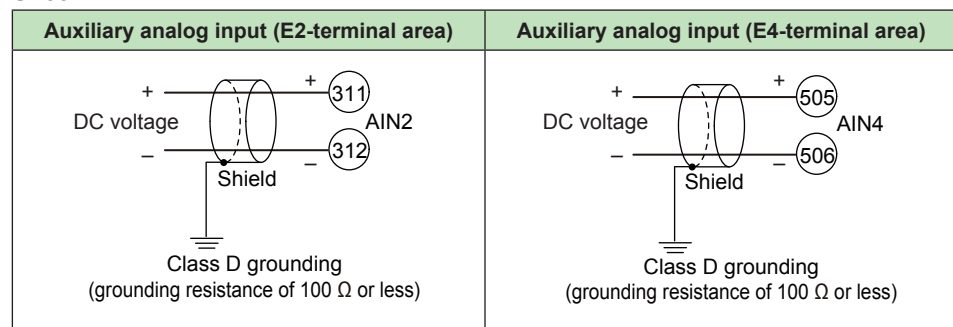 Auxiliary analog input (E2-terminal area)
Auxiliary analog input (E4-terminal area)
+ + 311
DC voltage AIN2
– – 312
Shield
Class D grounding
(grounding resistance of 100 Ω or less)
+ + 505
DC voltage AIN4
– – 506
Shield
Class D grounding
(grounding resistance of 100 Ω or less)